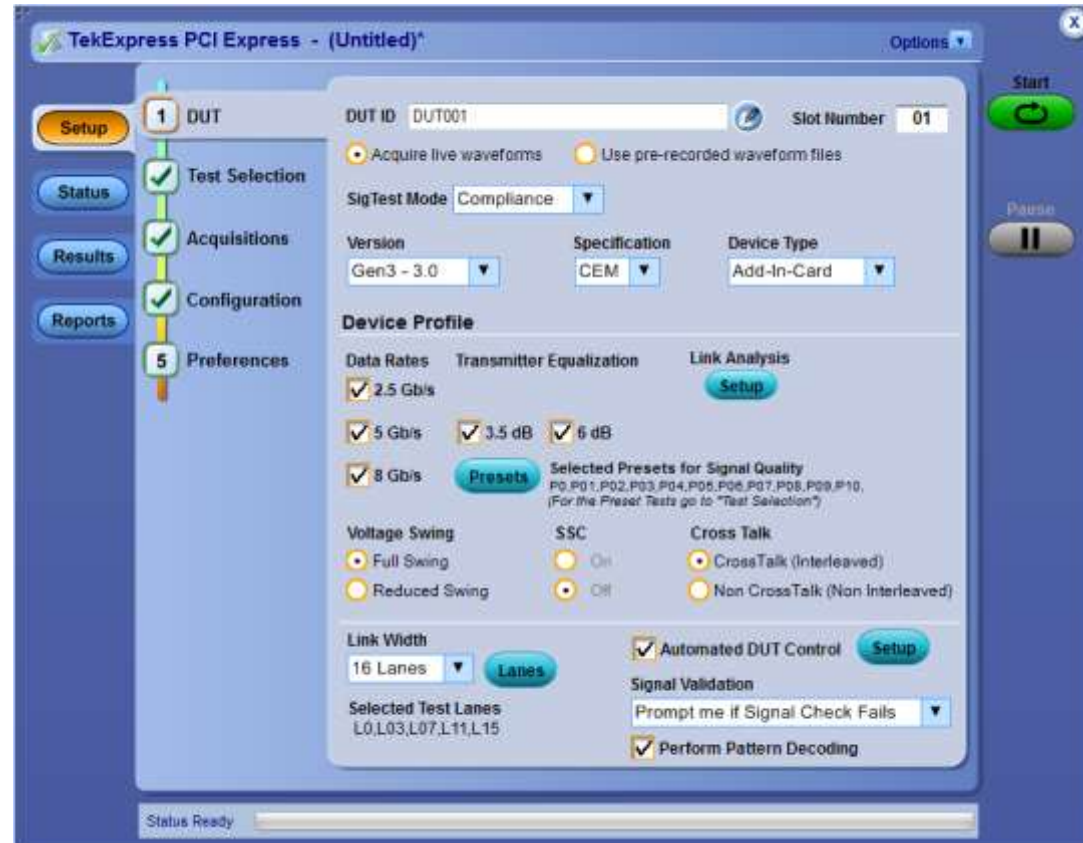 TekExpress PCI Express - (Untitled)*
Options
x
Start
Setup
1 DUT
DUT ID DUT001
Slot Number 01
Acquire live waveforms Use pre-recorded waveform files
Test Selection
Status
SigTest Mode Compliance
Pause
Acquisitions
Version Specification Device Type
Results
Gen3 - 3.0 CEM Add-In-Card
Configuration
Reports
Device Profile
5 Preferences
Data Rates Transmitter Equalization Link Analysis
2.5 Gb/s Setup
5 Gb/s 3.5 dB 6 dB
8 Gb/s Presets Selected Presets for Signal Quality
P0,P01,P02,P03,P04,P05,P06,P07,P08,P09,P10,
(For the Preset Tests go to "Test Selection")
Voltage Swing SSC Cross Talk
Full Swing On CrossTalk (Interleaved)
Reduced Swing Off Non CrossTalk (Non Interleaved)
Link Width
Automated DUT Control Setup
16 Lanes Lanes
Signal Validation
Selected Test Lanes
Prompt me if Signal Check Fails
L0,L03,L07,L11,L15
Perform Pattern Decoding
Status Ready